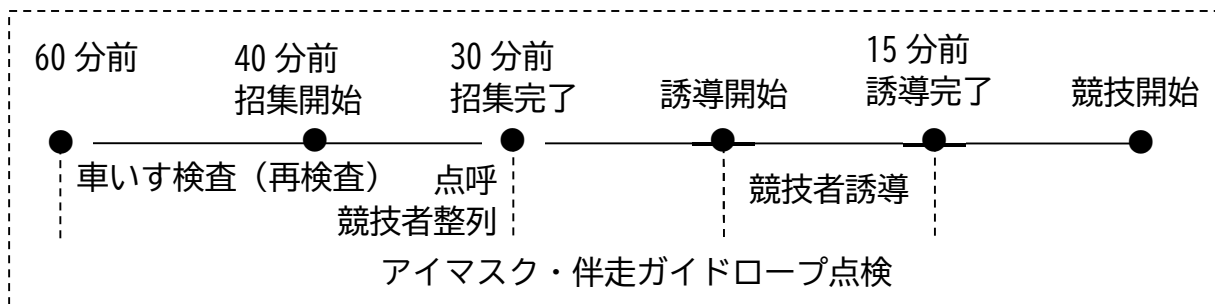 60 分前
40 分前
招集開始
30 分前
招集完了
誘導開始
15 分前
誘導完了
競技開始
車いす検査（再検査）
点呼
競技者整列
競技者誘導
アイマスク・伴走ガイドロープ点検